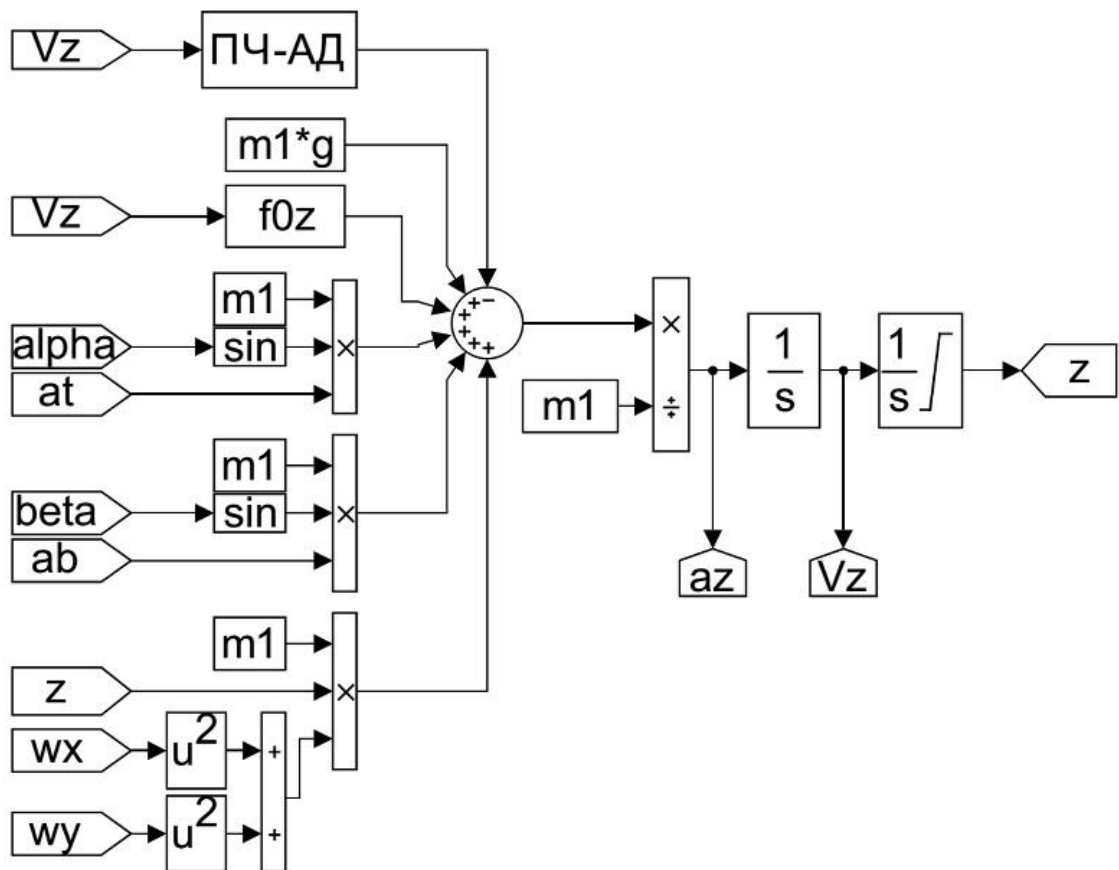 Vz
ПЧ-АД
m1*g
Vz
f0z
m1
alpha
sin
at
×
m1
beta
sin
ab
×
m1
z
×
wx
u²
wy
u²
+
+
+
−
+
+
+
+
m1
×
÷
1
s
1
s
z
az
Vz